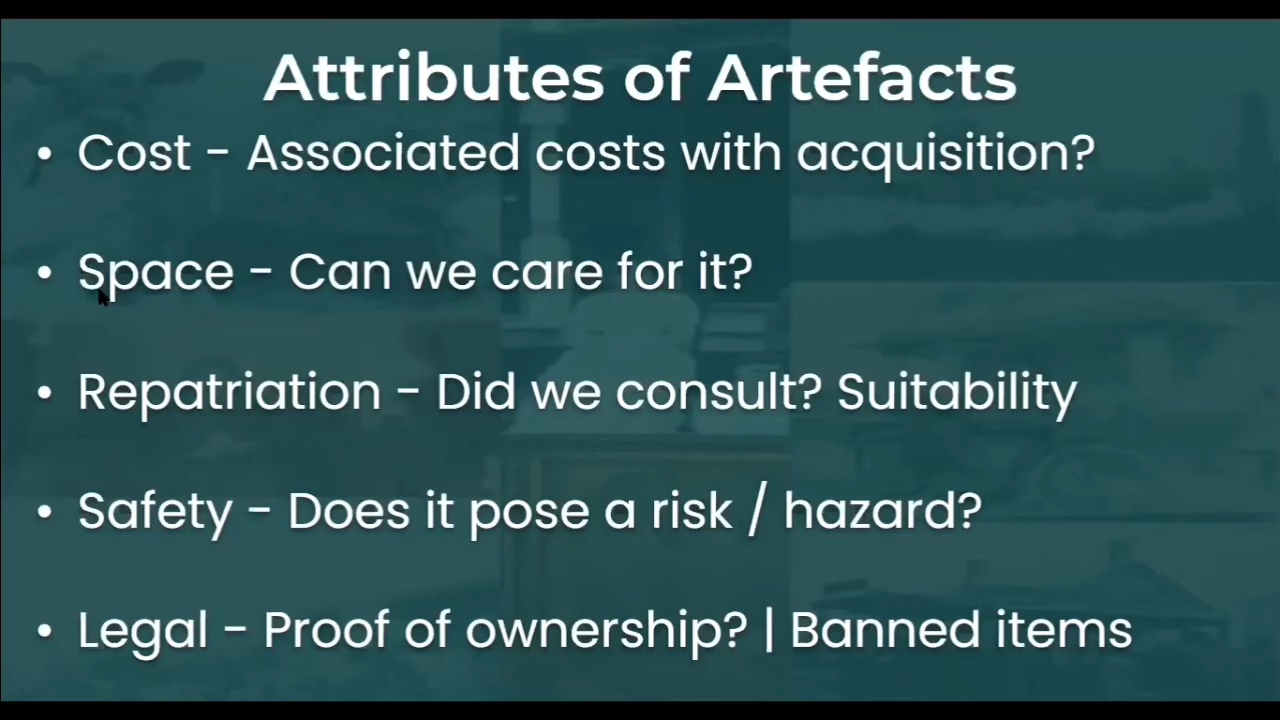 Attributes of Artefacts
• Cost - Associated costs with acquisition?
• Space - Can we care for it?
• Repatriation - Did we consult? Suitability
• Safety - Does it pose a risk / hazard?
• Legal - Proof of ownership? | Banned items